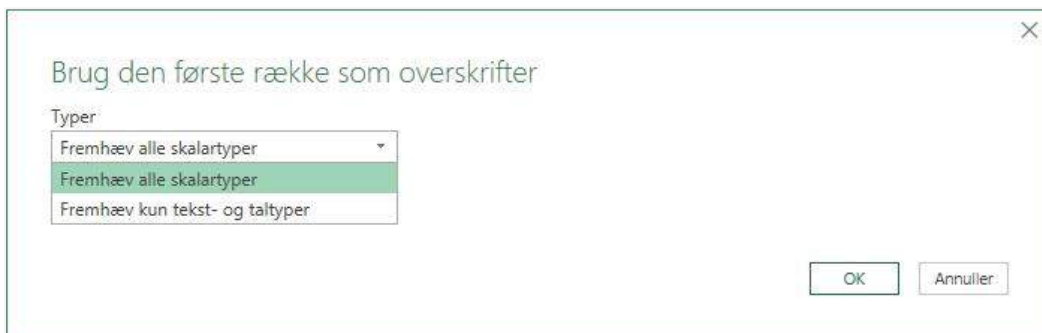 Brug den første række som overskrifter
Typer
Fremhæv alle skalartyper
Fremhæv alle skalartyper
Fremhæv kun tekst- og taltyper
OK Annuller